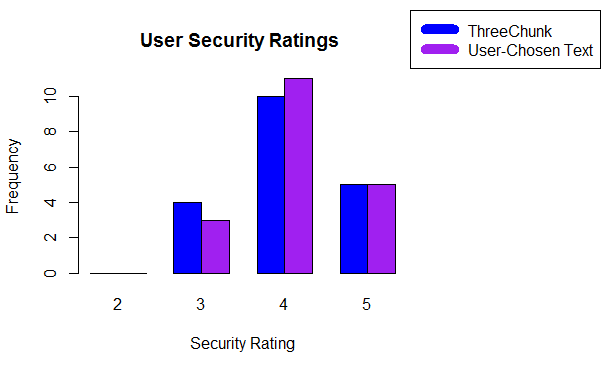 User Security Ratings
ThreeChunk
User-Chosen Text
Frequency
10
8
6
4
2
0
2 3 4 5
Security Rating